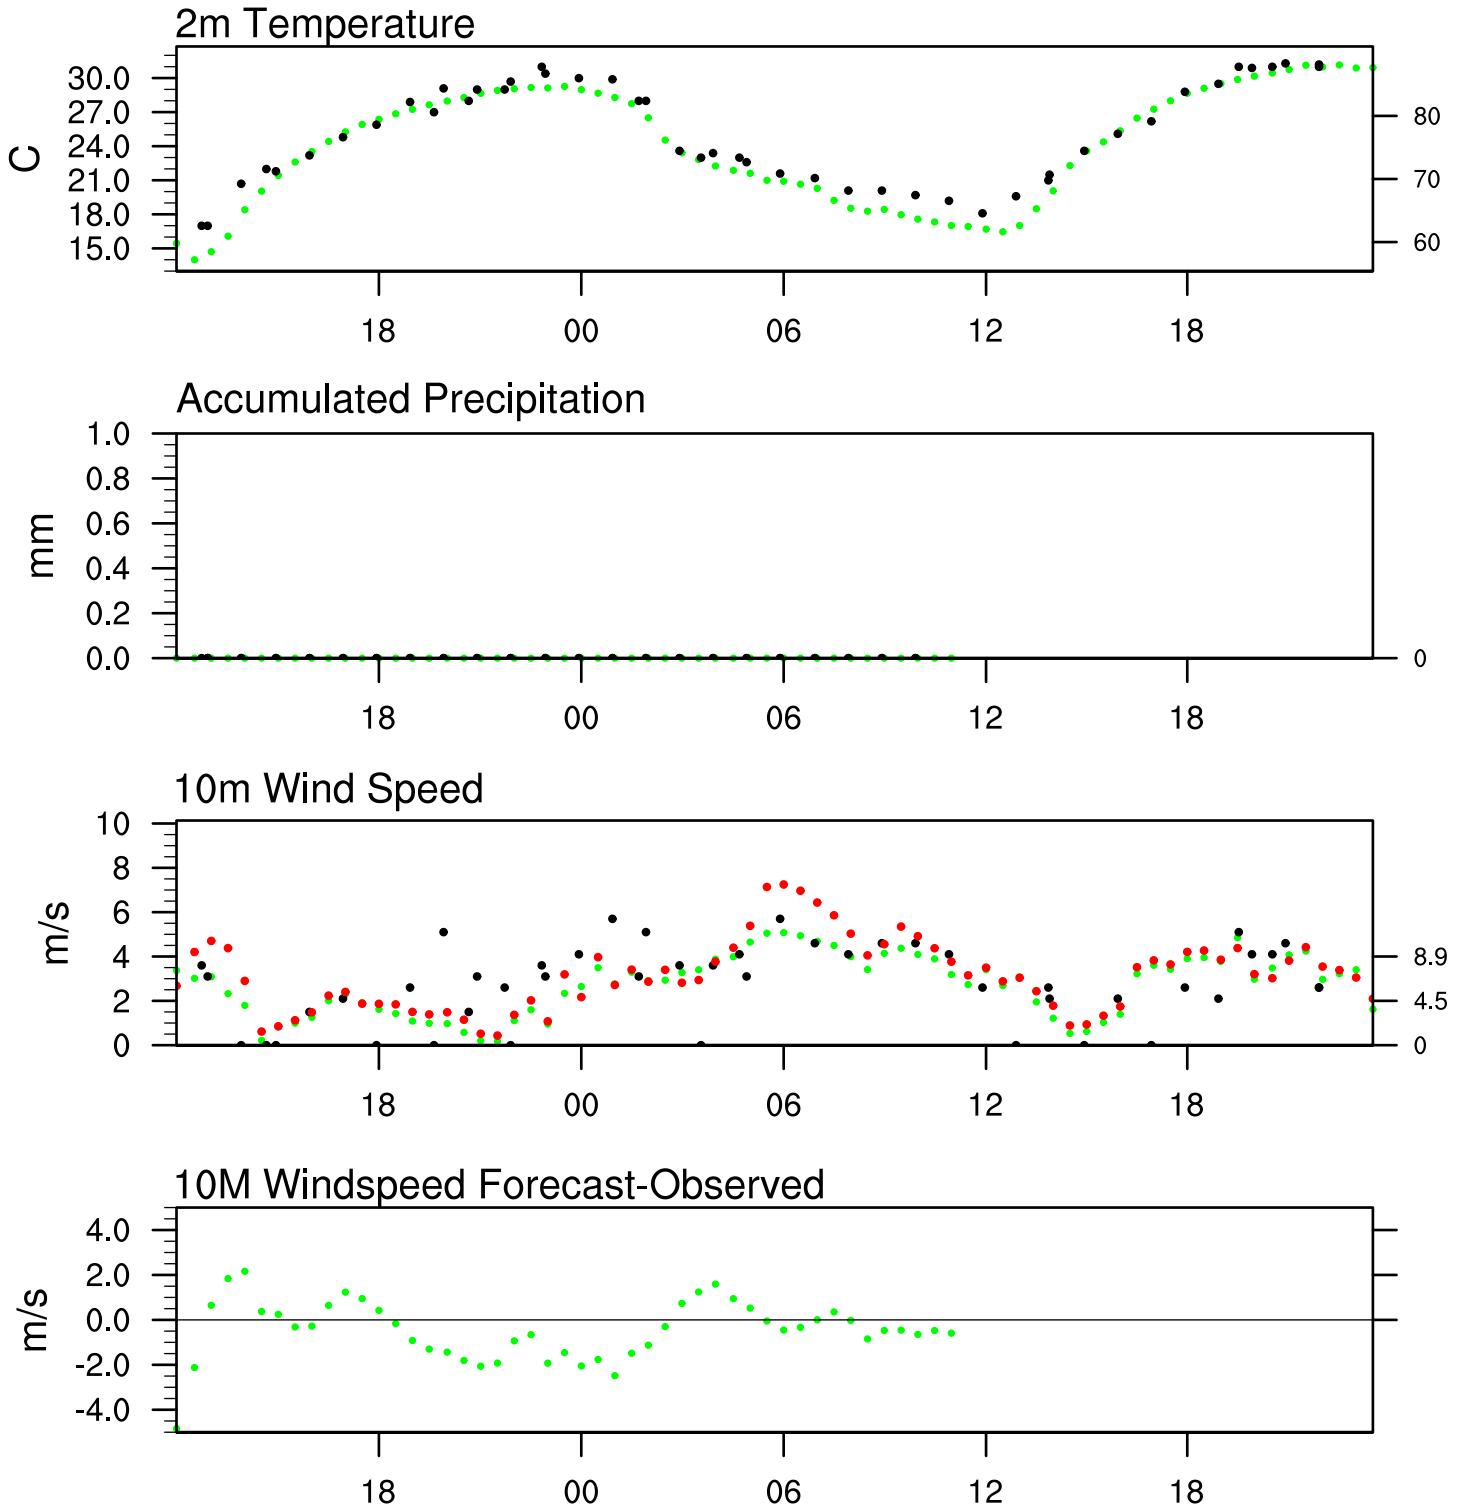 2m Temperature
30.0
27.0
24.0
21.0
18.0
15.0
C
80
70
60
18 00 06 12 18
Accumulated Precipitation
1.0
0.8
0.6
0.4
0.2
0.0
mm
0
18 00 06 12 18
10m Wind Speed
10
8
6
4
2
0
m/s
8.9
4.5
0
18 00 06 12 18
10M Windspeed Forecast-Observed
4.0
2.0
0.0
-2.0
-4.0
m/s
18 00 06 12 18